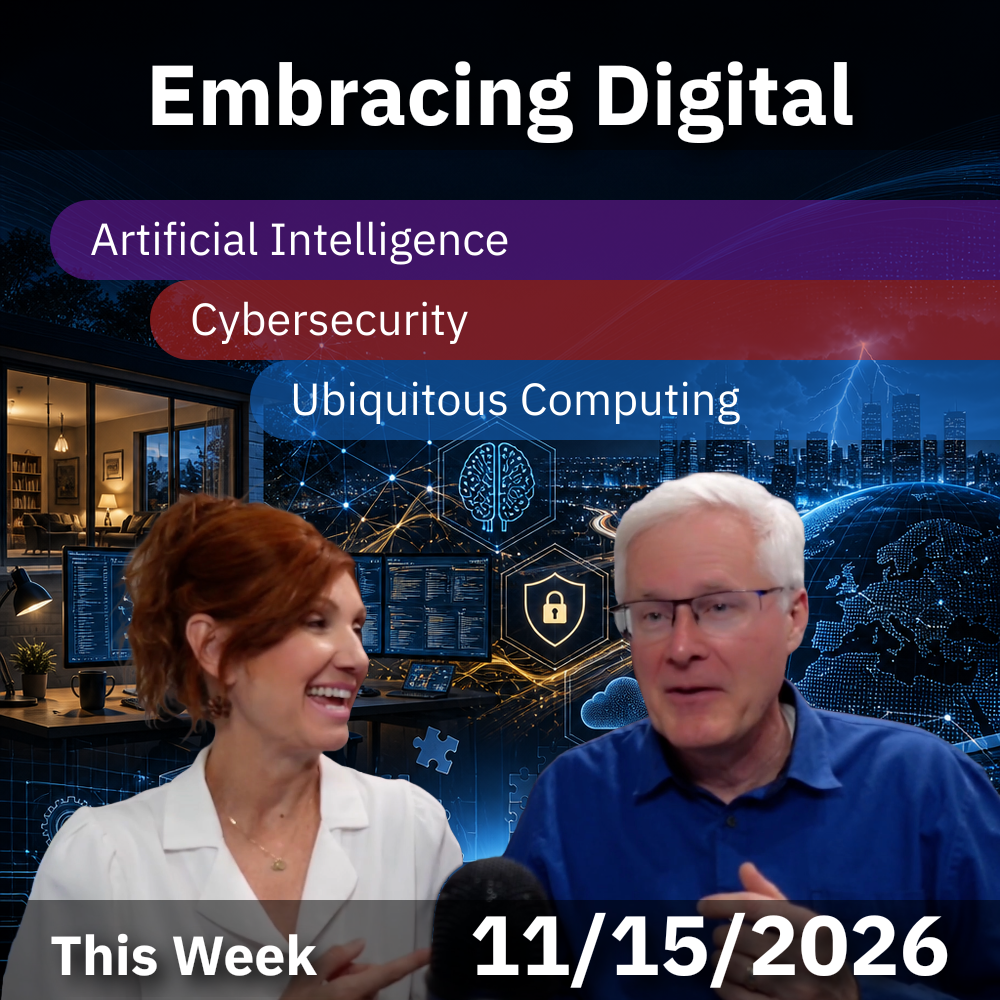 Embracing Digital
Artificial Intelligence
Cybersecurity
Ubiquitous Computing
This Week
11/15/2026